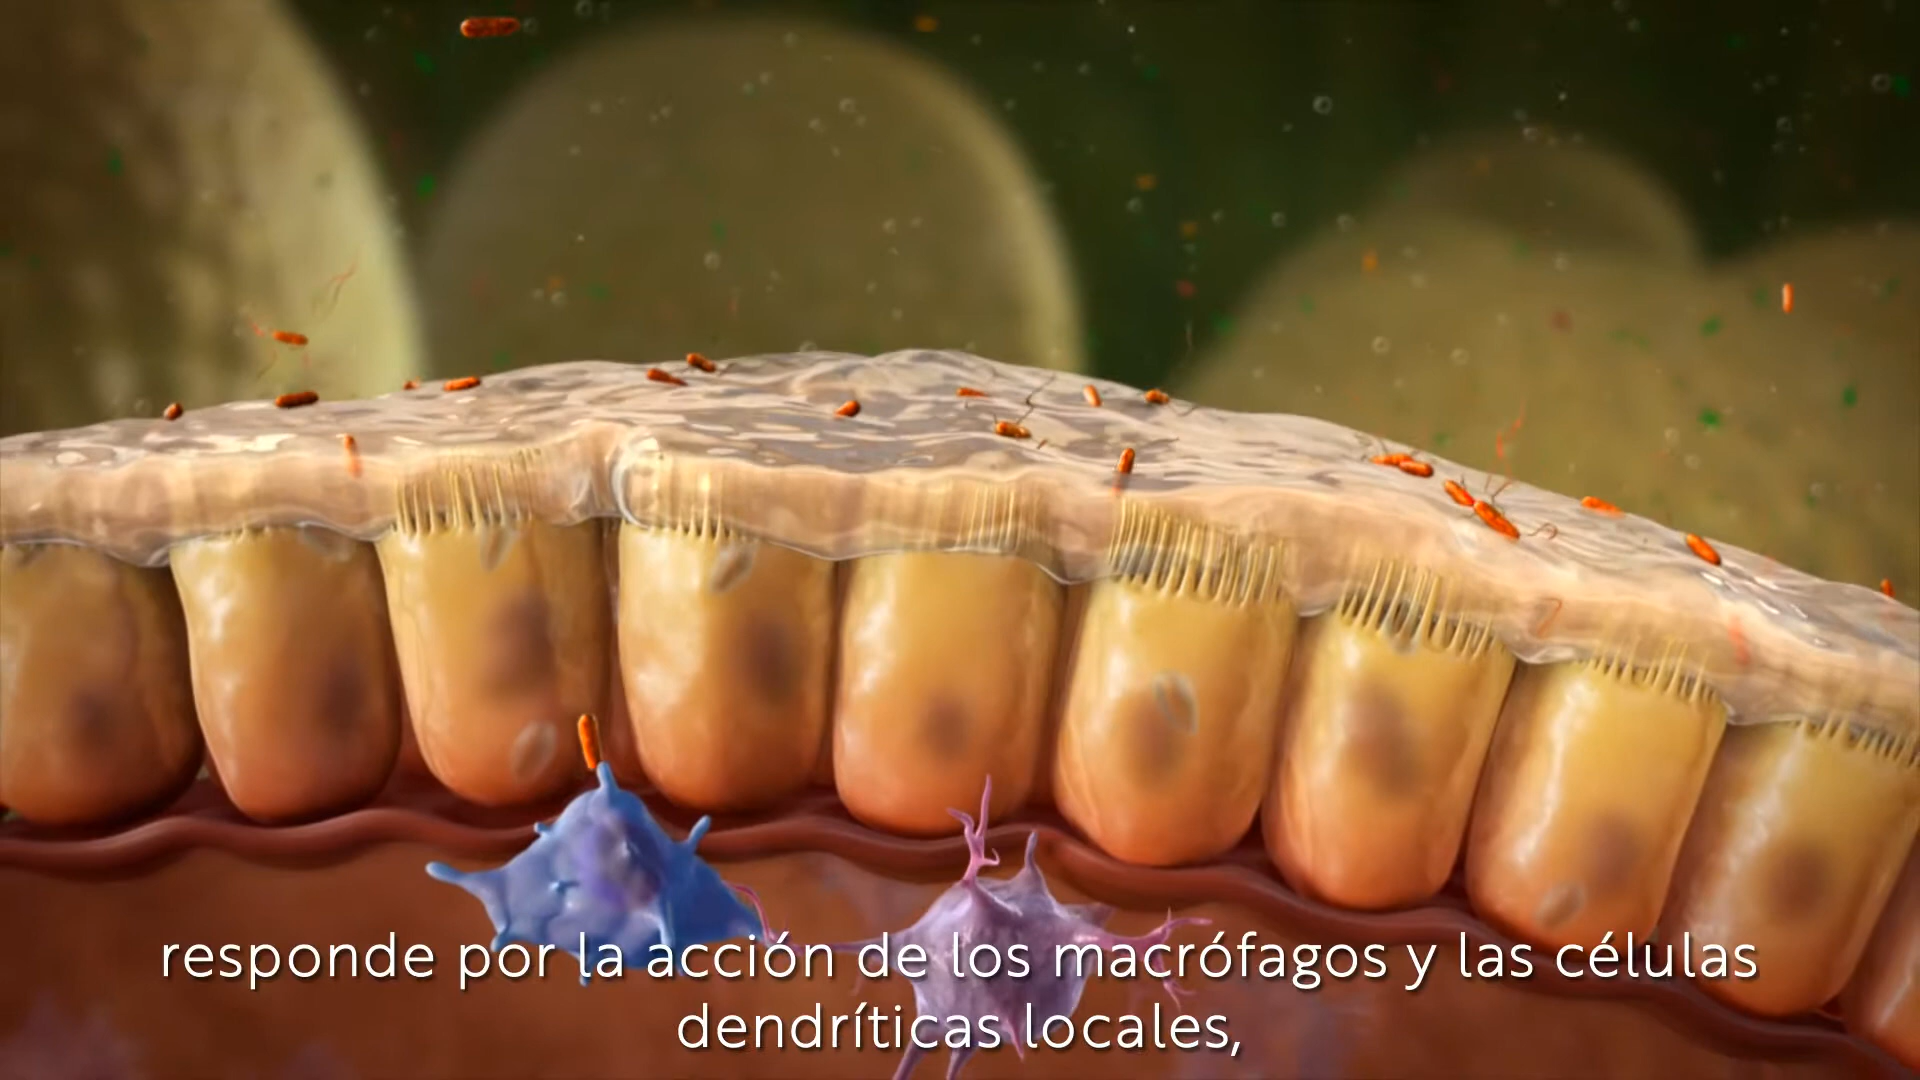 responde por la acción de los macrófagos y las células
dendríticas locales,